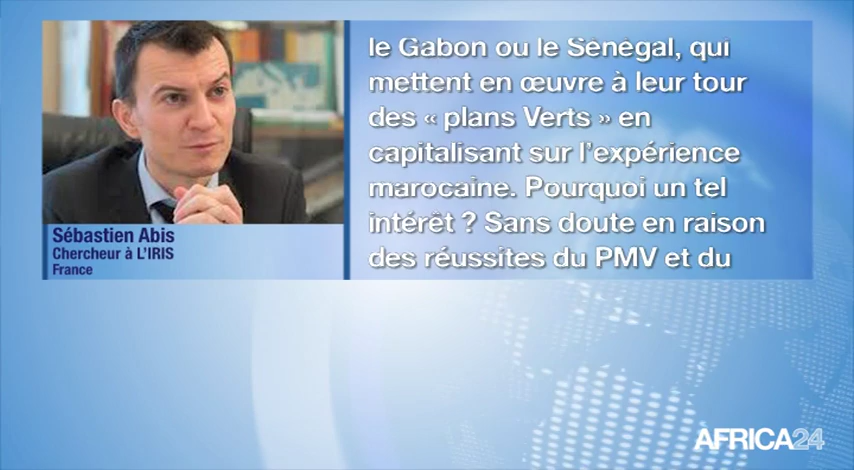 le Gabon ou le Sénégal, qui
mettent en œuvre à leur tour
des « plans Verts » en
capitalisant sur l'expérience
marocaine. Pourquoi un tel
intérêt ? Sans doute en raison
des réussites du PMV et du
Sébastien Abis
Chercheur à L'IRIS
France
AFRICA24